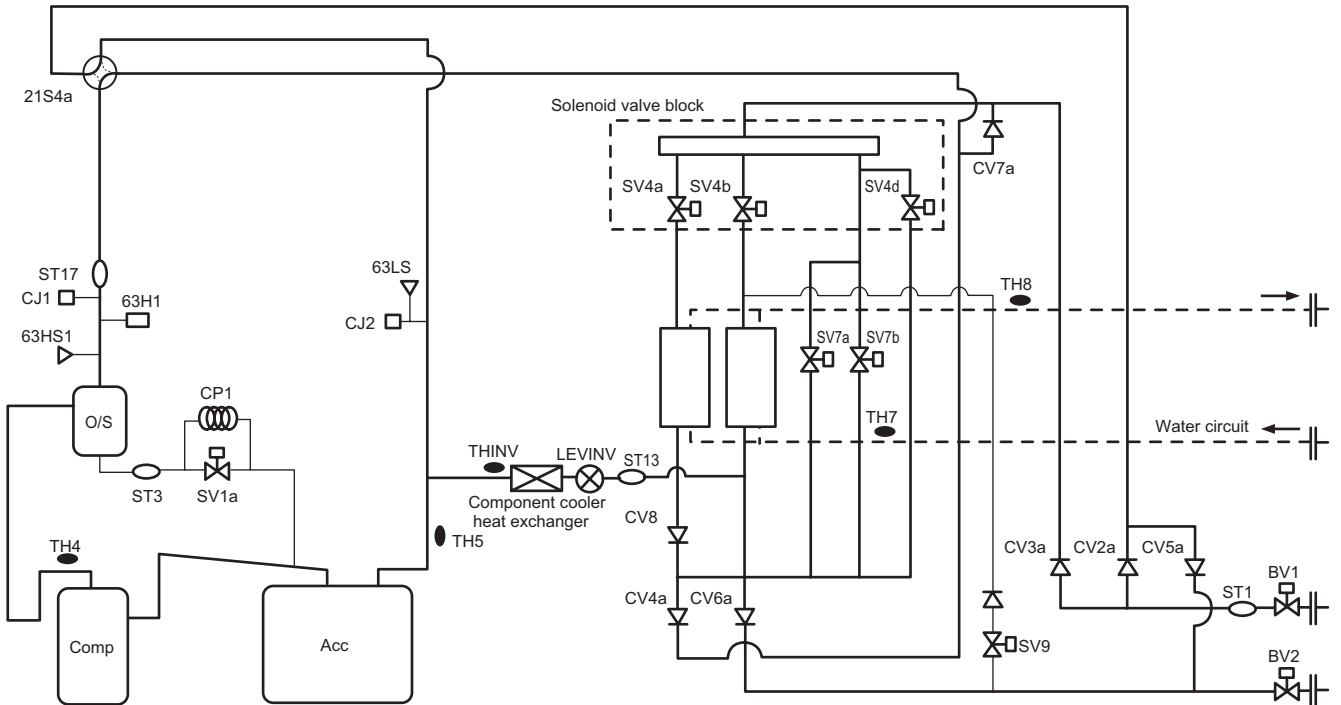 21S4a
Solenoid valve block
CV7a
SV4a
SV4b
SV4d
ST17
CJ1
63H1
63HS1
63LS
CJ2
TH8
SV7a
SV7b
O/S
CP1
TH7
Water circuit
ST3
SV1a
THINV
LEVINV
ST13
Component cooler
heat exchanger
CV8
TH5
TH4
CV3a
CV2a
CV5a
BV1
ST1
CV4a
CV6a
Comp
Acc
SV9
BV2